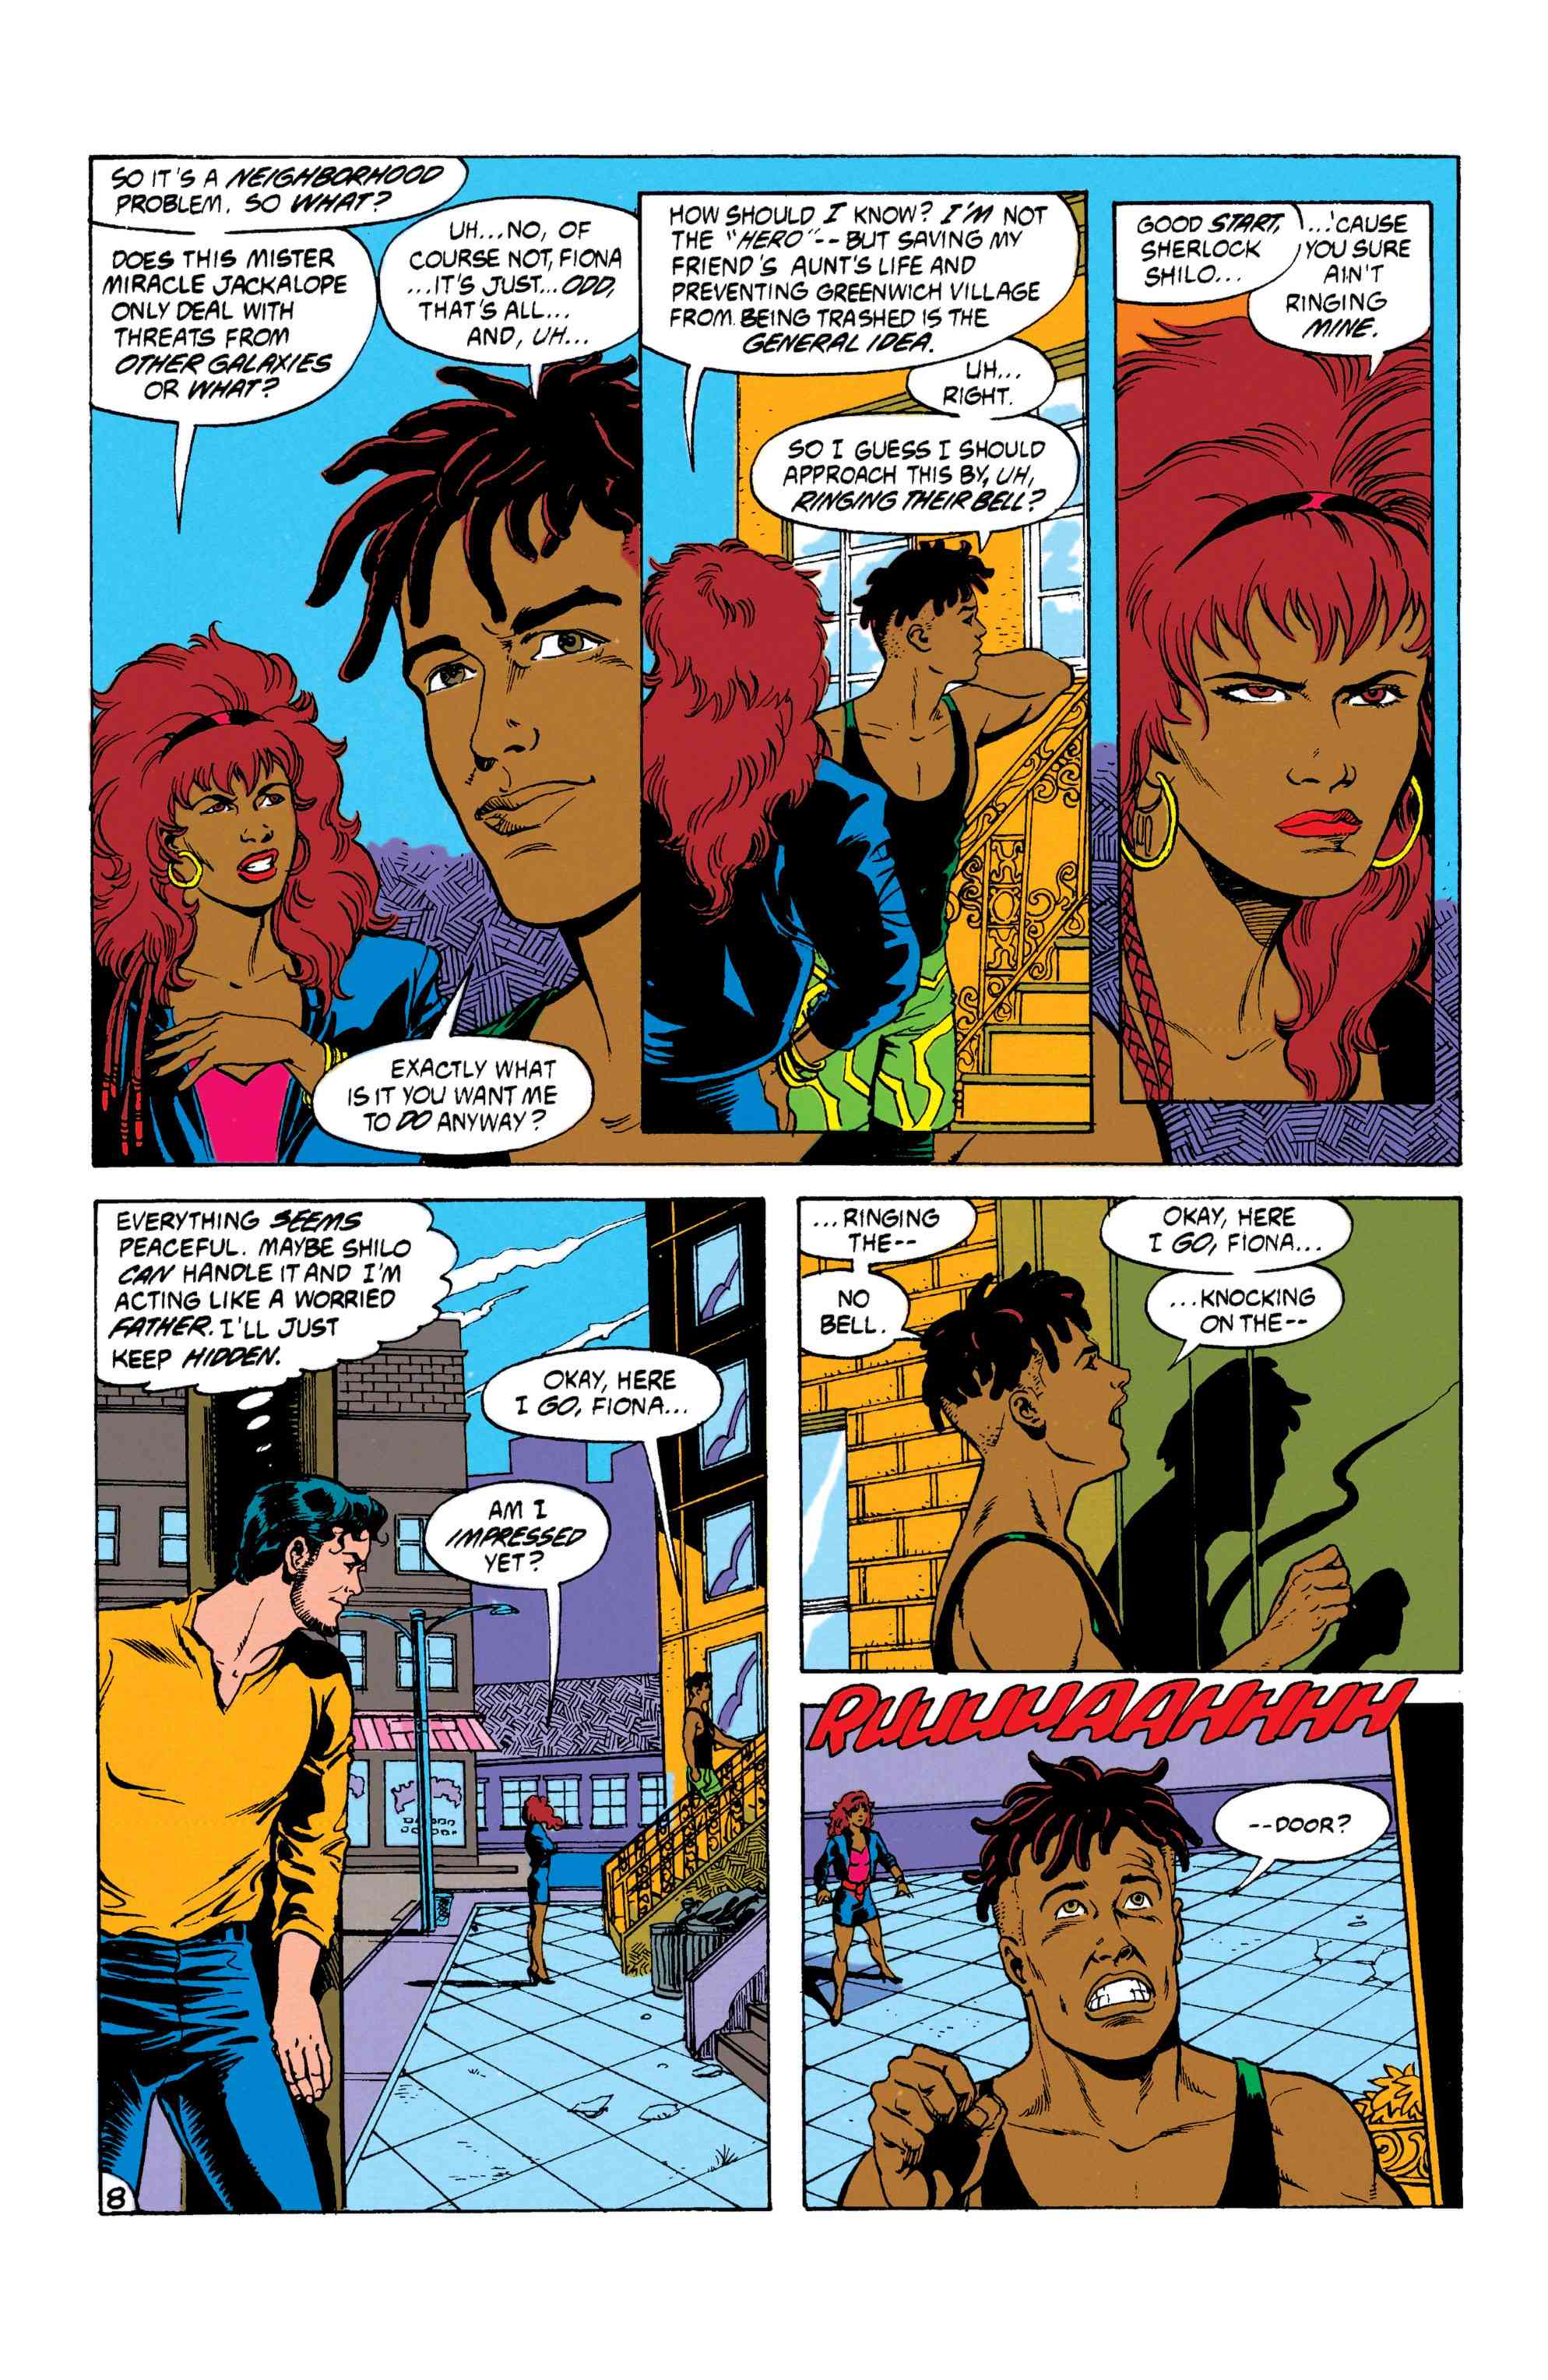 SO IT'S A NEIGHBORHOOD
PROBLEM. SO WHAT?
DOES THIS MISTER
MIRACLE JACKALOPE
ONLY DEAL WITH
THREATS FROM
OTHER GALAXIES
OR WHAT?
UH...NO, OF
COURSE NOT, FIONA
...IT'S JUST...ODD,
THAT'S ALL...
AND, UH...
EXACTLY WHAT
IS IT YOU WANT ME
TO DO ANYWAY?
HOW SHOULD I KNOW? I'M NOT
THE "HERO"-- BUT SAVING MY
FRIEND'S AUNT'S LIFE AND
PREVENTING GREENWICH VILLAGE
FROM BEING TRASHED IS THE
GENERAL IDEA.
UH...
RIGHT.
SO I GUESS I SHOULD
APPROACH THIS BY, UH,
RINGING THEIR BELL?
GOOD START,
SHERLOCK
SHILO...
...'CAUSE
YOU SURE
AIN'T
RINGING
MINE.
EVERYTHING SEEMS
PEACEFUL. MAYBE SHILO
CAN HANDLE IT AND I'M
ACTING LIKE A WORRIED
FATHER. I'LL JUST
KEEP HIDDEN.
OKAY, HERE
I GO, FIONA...
AM I
IMPRESSED
YET?
...RINGING
THE--
NO
BELL.
OKAY, HERE
I GO, FIONA...
...KNOCKING
ON THE--
RUUUUUAAAHHHHH
--DOOR?
8